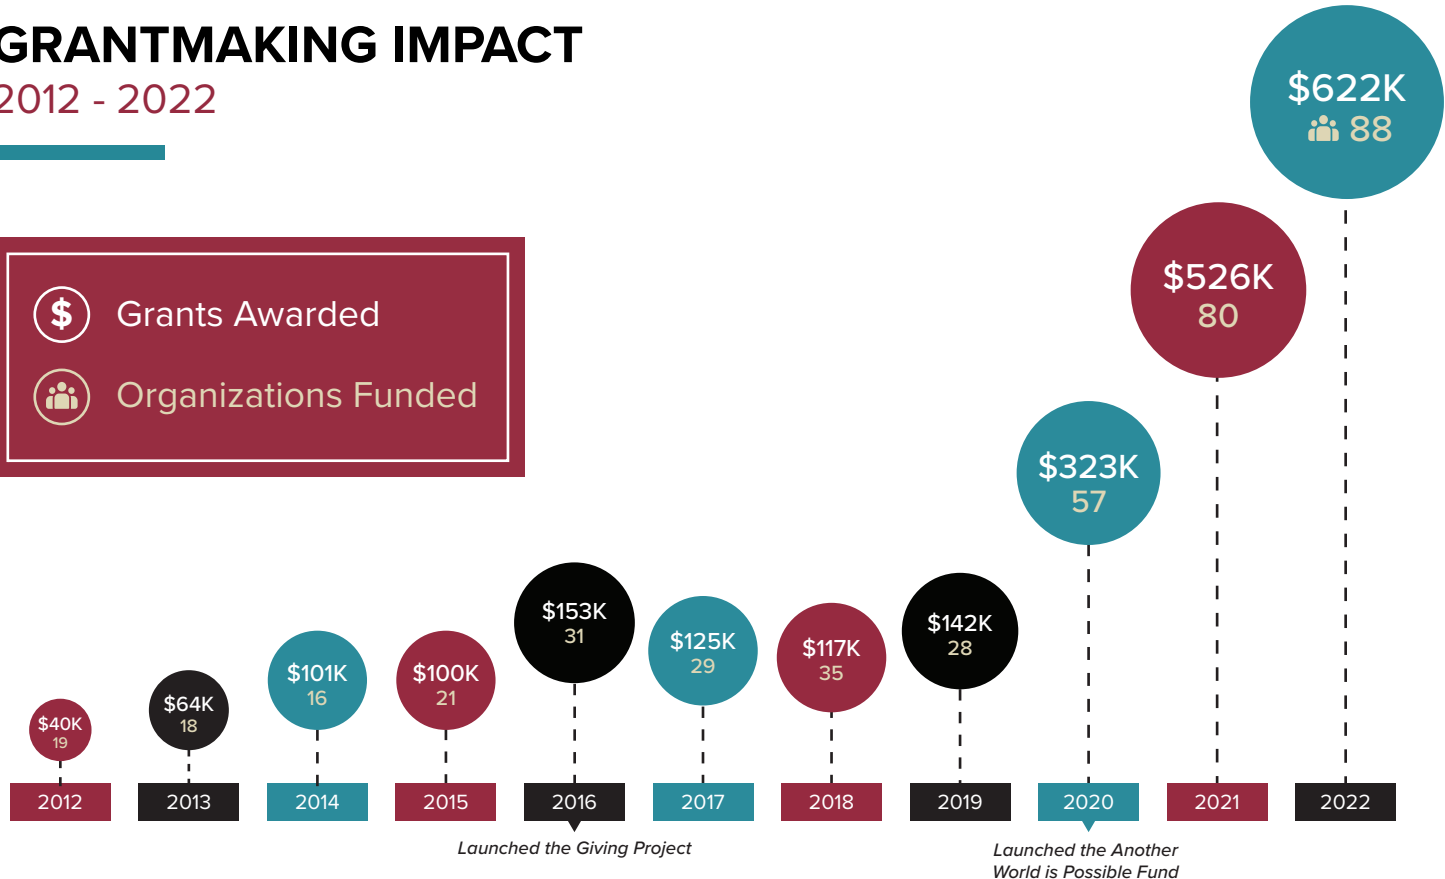 GRANTMAKING IMPACT
2012 - 2022
$ Grants Awarded
Organizations Funded
$40K
19
$64K
18
$101K
16
$100K
21
$153K
31
$125K
29
$117K
35
$142K
28
$323K
57
$526K
80
$622K
88
2012
2013
2014
2015
2016
2017
2018
2019
2020
2021
2022
Launched the Giving Project
Launched the Another
World is Possible Fund